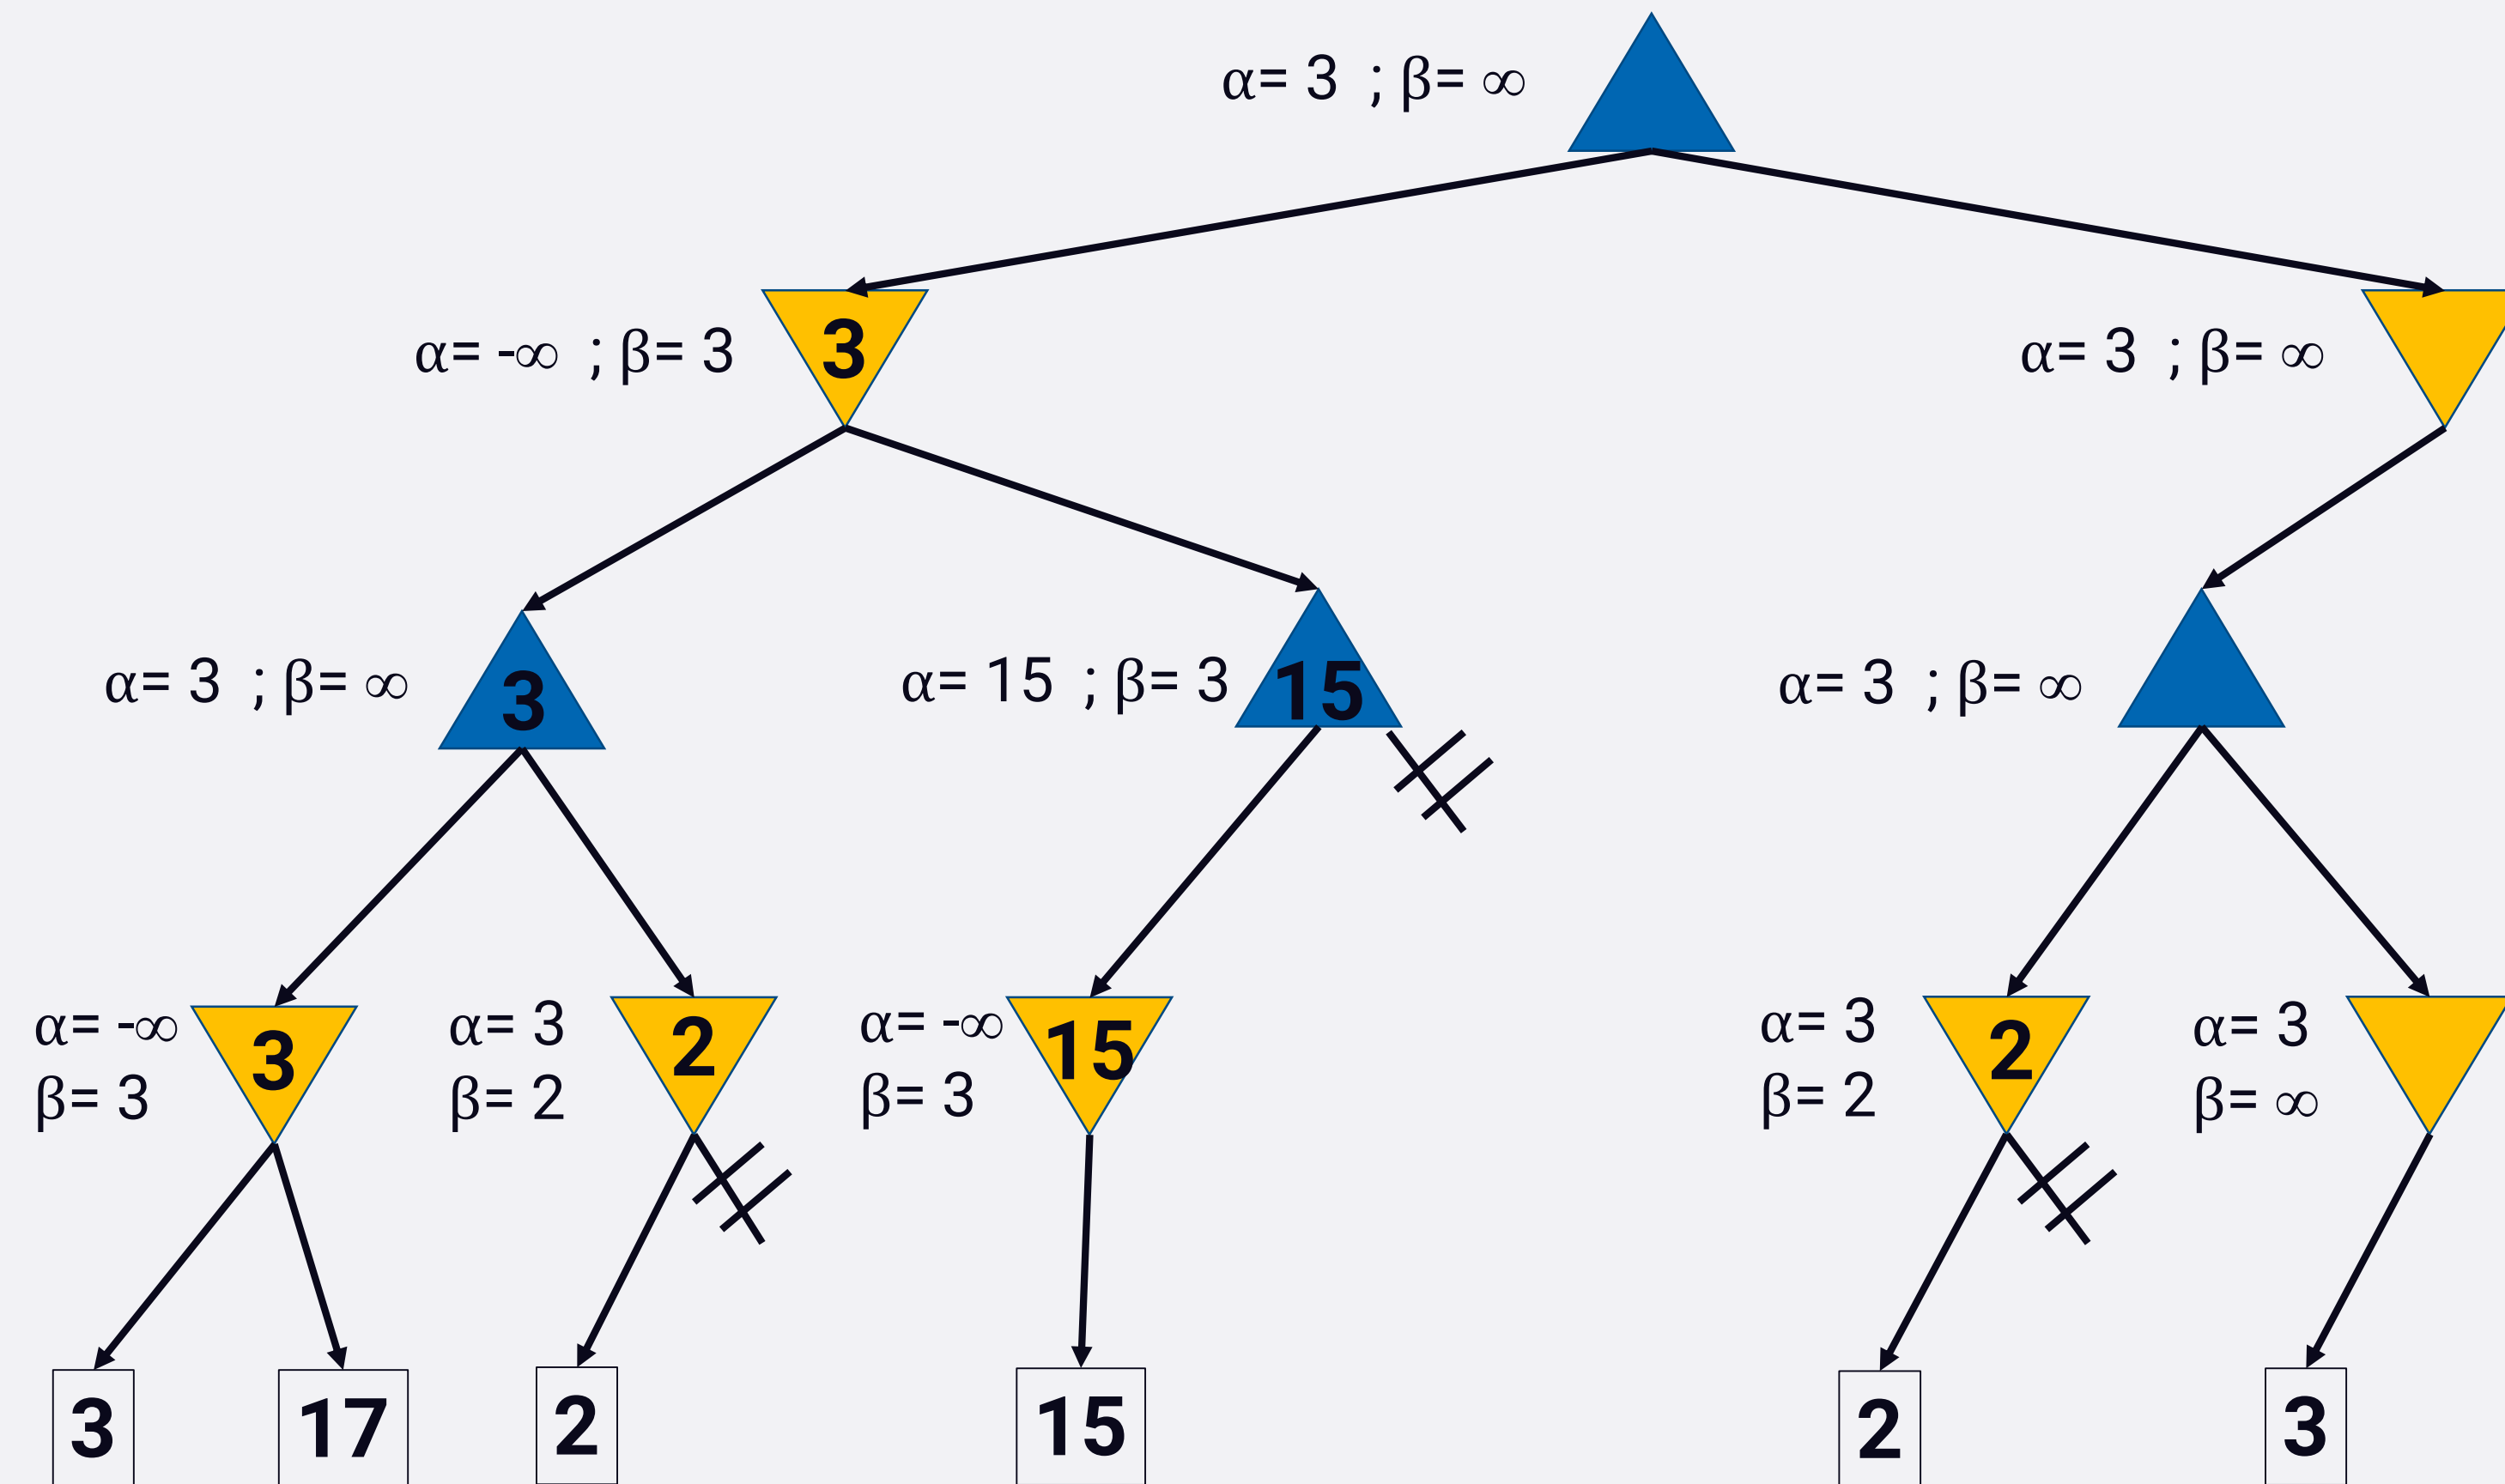 α= 3 ; β= ∞
α= -∞ ; β= 3
3
α= 3 ; β= ∞
α= 3 ; β= ∞
3
α= 15 ; β= 3
15
α= 3 ; β= ∞
α= -∞
β= 3
3
α= 3
β= 2
2
α= -∞
β= 3
15
α= 3
β= 2
2
α= 3
β= ∞
3
17
2
15
2
3